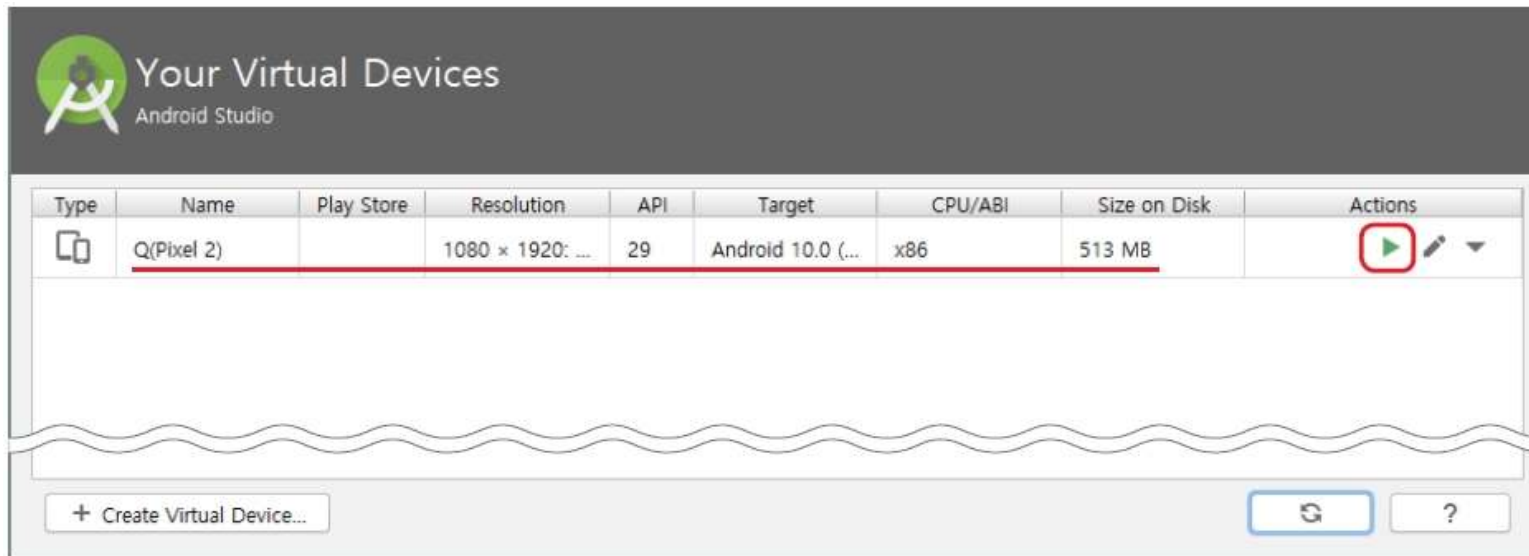 Your Virtual Devices
Android Studio
Type Name Play Store Resolution API Target CPU/ABI Size on Disk Actions
Q(Pixel 2) 1080 × 1920: ... 29 Android 10.0 (... x86 513 MB
+ Create Virtual Device...
?